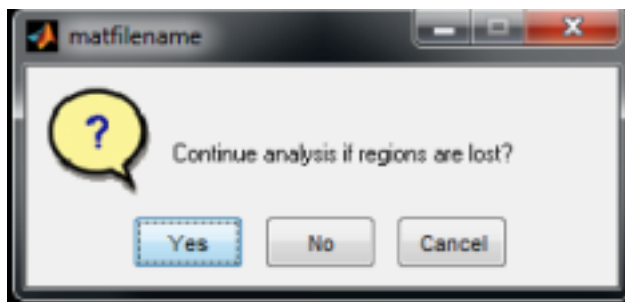 matfilename
?
Continue analysis if regions are lost?
Yes No Cancel